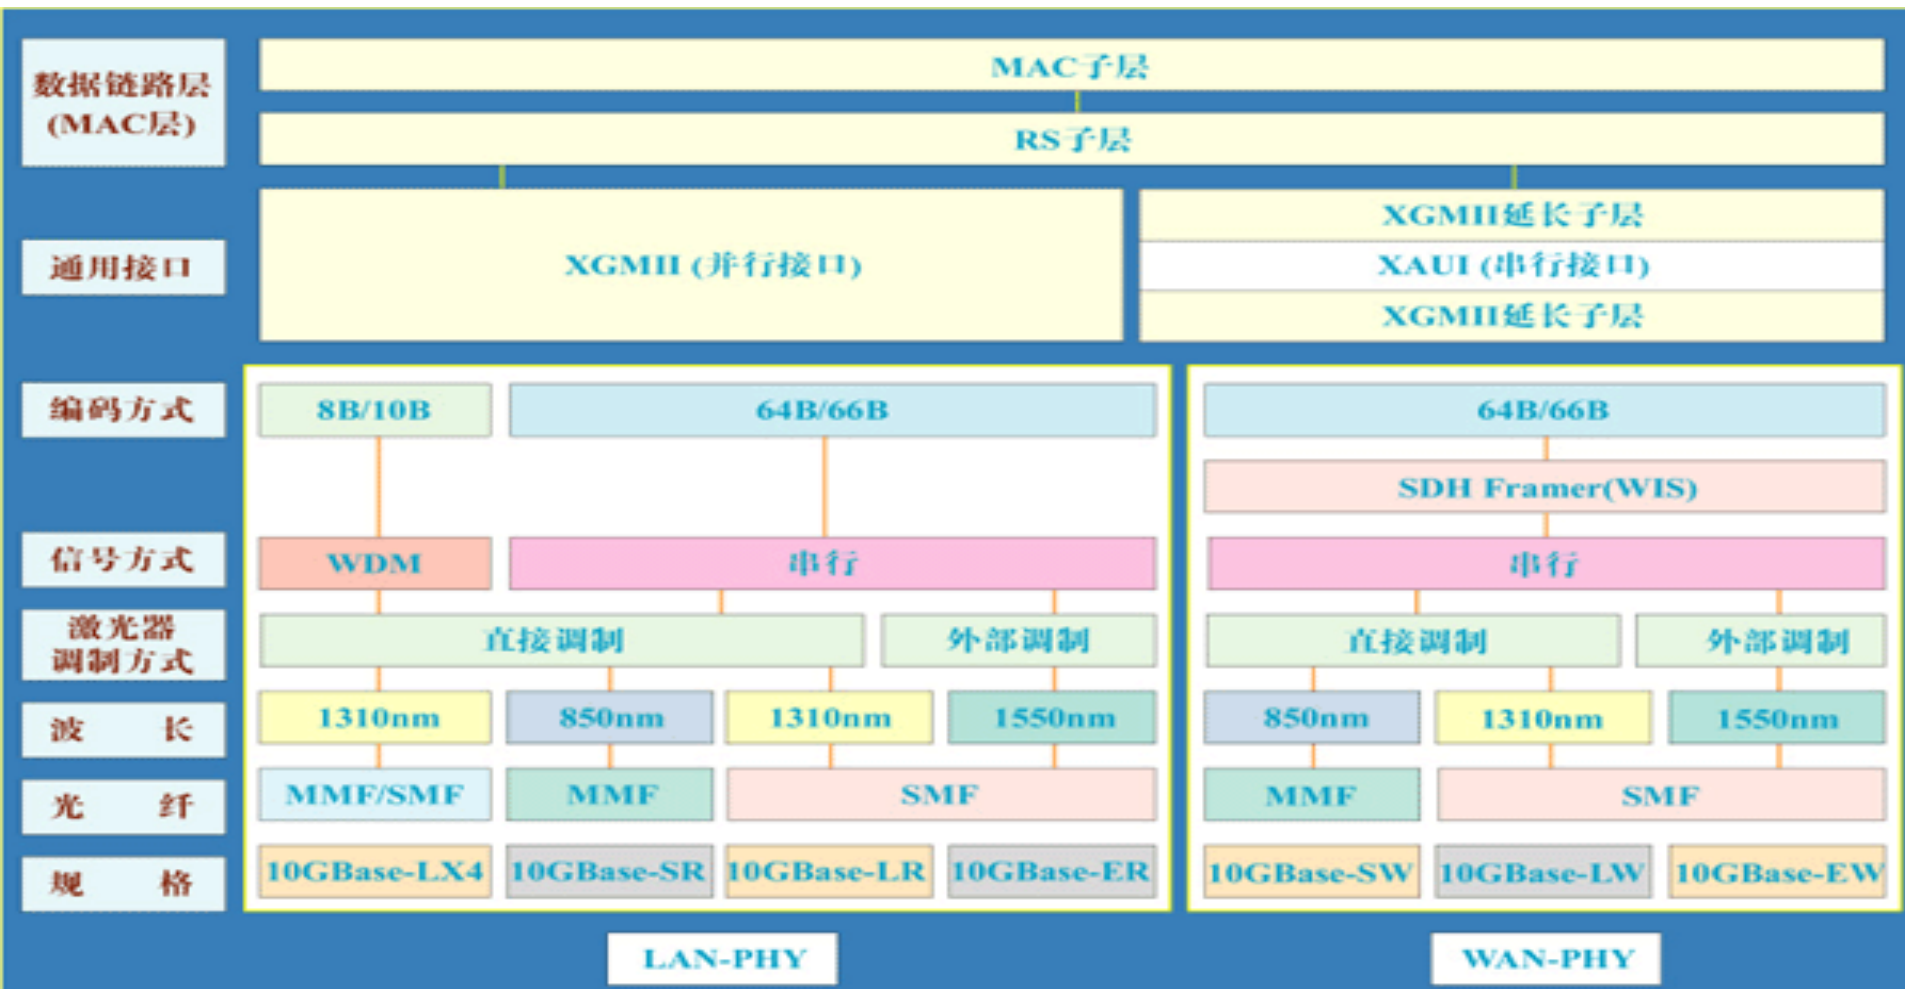 数据链路层
(MAC层)
MAC子层
RS子层
通用接口
XGMII (并行接口)
XGMII延长子层
XAUI (串行接口)
XGMII延长子层
编码方式
8B/10B
64B/66B
64B/66B
SDH Framer(WIS)
信号方式
WDM
串行
串行
激光器
调制方式
直接调制
外部调制
直接调制
外部调制
波 长
1310nm
850nm
1310nm
1550nm
850nm
1310nm
1550nm
光 纤
MMF/SMF
MMF
SMF
MMF
SMF
规 格
10GBase-LX4
10GBase-SR
10GBase-LR
10GBase-ER
10GBase-SW
10GBase-LW
10GBase-EW
LAN-PHY
WAN-PHY